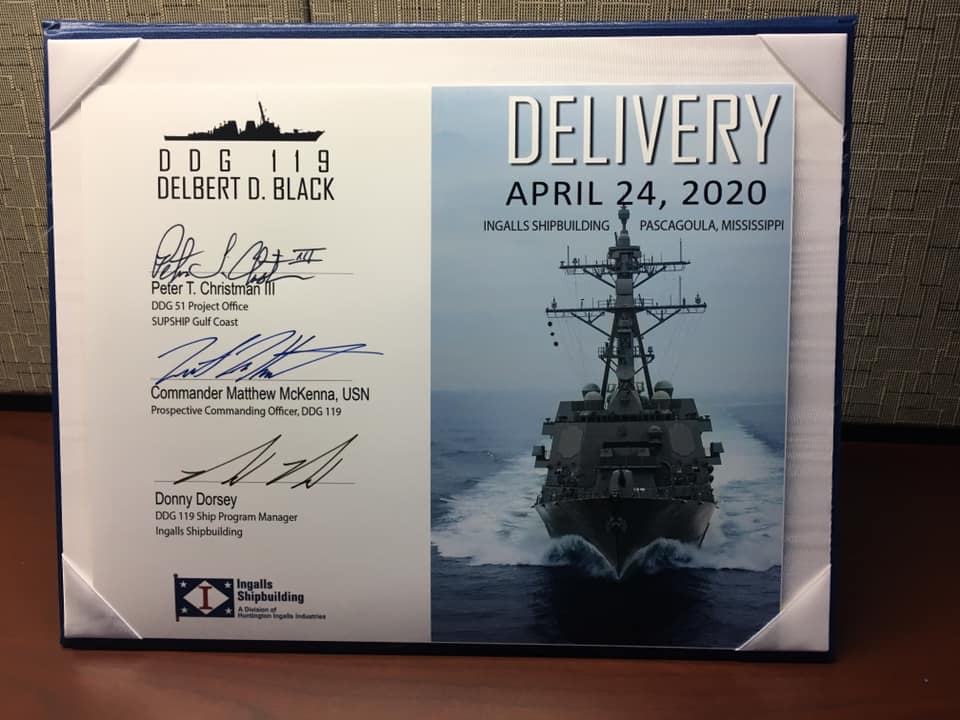 DDG 119
DELBERT D. BLACK
Peter T. Christman III
DDG 51 Project Office
SUPSHIP Gulf Coast
Commander Matthew McKenna, USN
Prospective Commanding Officer, DDG 119
Donny Dorsey
DDG 119 Ship Program Manager
Ingalls Shipbuilding
I
Ingalls
Shipbuilding
A Division of
Huntington Ingalls Industries
DELIVERY
APRIL 24, 2020
INGALLS SHIPBUILDING PASCAGOULA, MISSISSIPPI